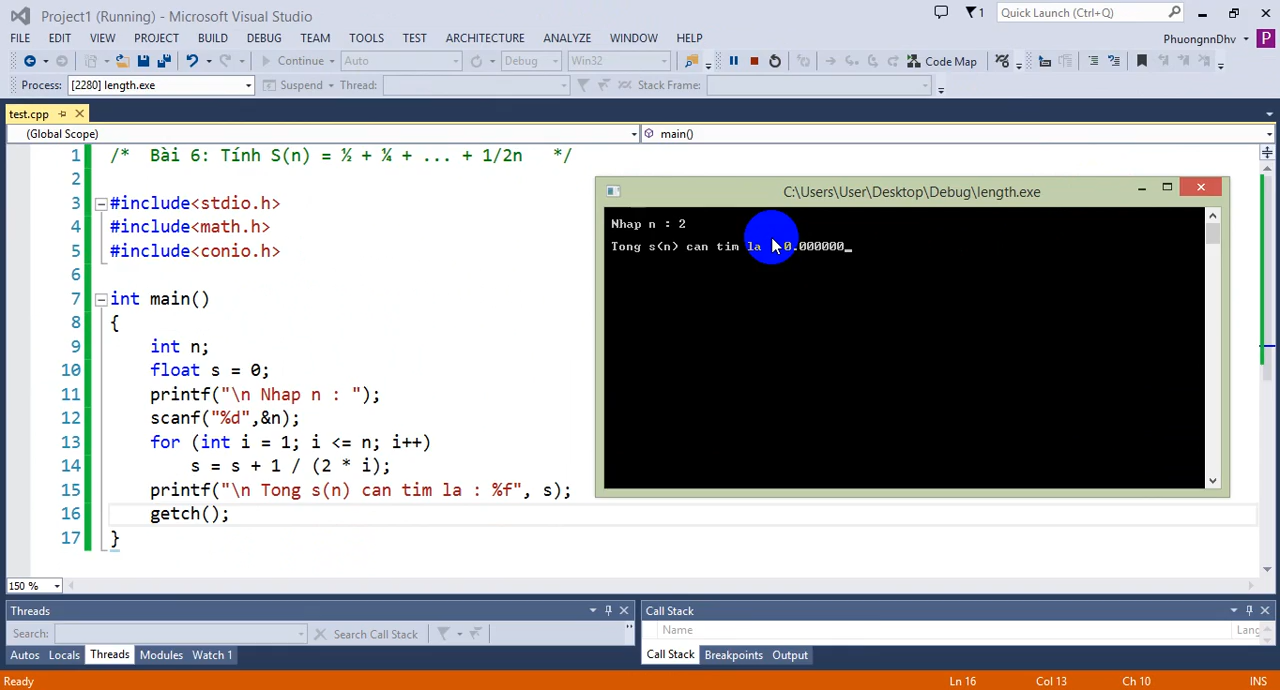 Project1 (Running) - Microsoft Visual Studio
1
Quick Launch (Ctrl+Q)
FILE EDIT VIEW PROJECT BUILD DEBUG TEAM TOOLS TEST ARCHITECTURE ANALYZE WINDOW HELP
PhuongnnDhv
P
Continue
Auto
Debug
Win32
Code Map
Process: [2280] length.exe
Suspend
Thread:
Stack Frame:
test.cpp
(Global Scope)
main()
1 /* Bài 6: Tính S(n) = ½ + ¼ + ... + 1/2n */
2
3 #include<stdio.h>
4 #include<math.h>
5 #include<conio.h>
6
7 int main()
8 {
9 int n;
10 float s = 0;
11 printf("\n Nhap n : ");
12 scanf("%d",&n);
13 for (int i = 1; i <= n; i++)
14 s = s + 1 / (2 * i);
15 printf("\n Tong s(n) can tim la : %f", s);
16 getch();
17 }
C:\Users\User\Desktop\Debug\length.exe
Nhap n : 2
Tong s(n) can tim la 0.000000_
150 %
Threads
Search:
Search Call Stack
Autos Locals Threads Modules Watch 1
Call Stack
Name
Lang
Call Stack Breakpoints Output
Ready
Ln 16
Col 13
Ch 10
INS